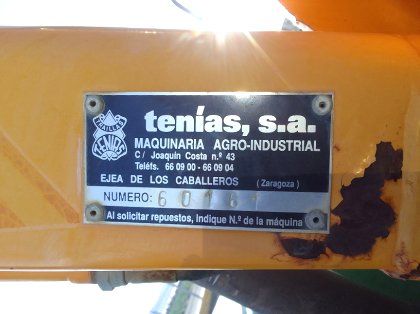 TENIAS
tenías, s.a.
MAQUINARIA AGRO-INDUSTRIAL
C/ Joaquín Costa n.º 43
Teléfs. 66 09 00 - 66 09 04
EJEA DE LOS CABALLEROS (Zaragoza)
NUMERO:
Al solicitar repuestos, indique N.º de la máquina